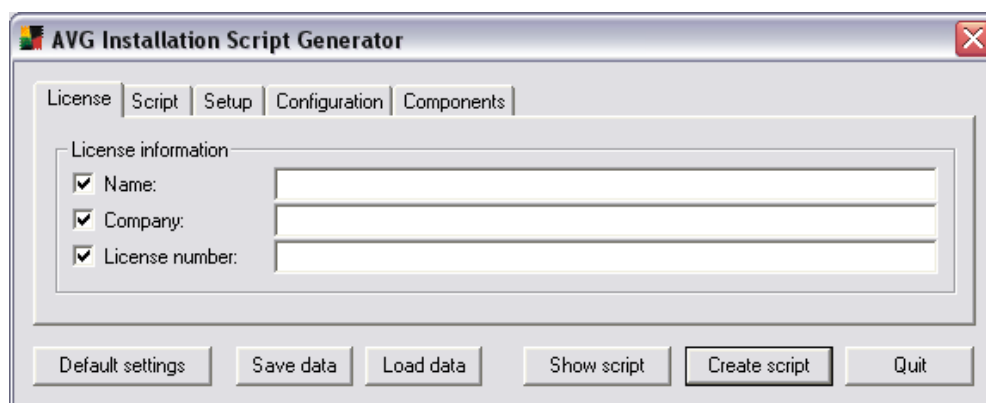 AVG Installation Script Generator
License Script Setup Configuration Components
License information
Name:
Company:
License number:
Default settings Save data Load data Show script Create script Quit